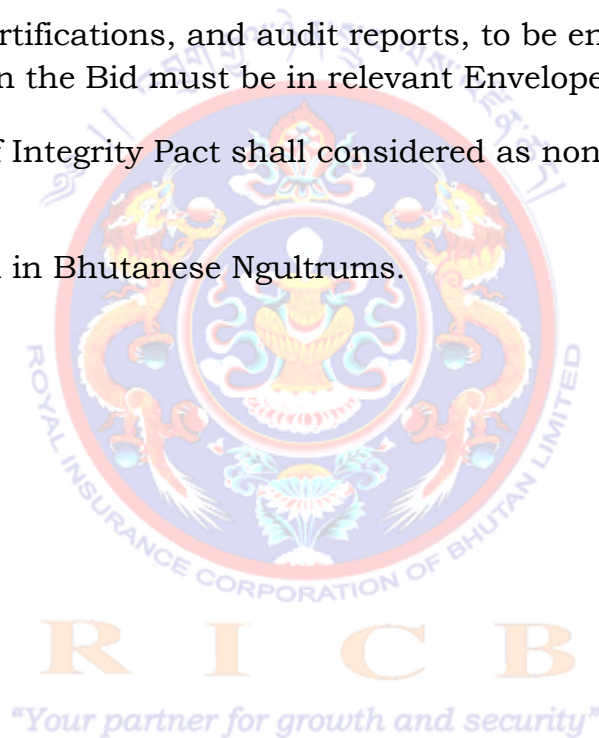 rtifications, and audit reports, to be en
n the Bid must be in relevant Envelope
f Integrity Pact shall considered as non
in Bhutanese Ngultrums.
ROYAL INSURANCE CORPORATION OF BHUTAN LIMITED
R I C B
“Your partner for growth and security”